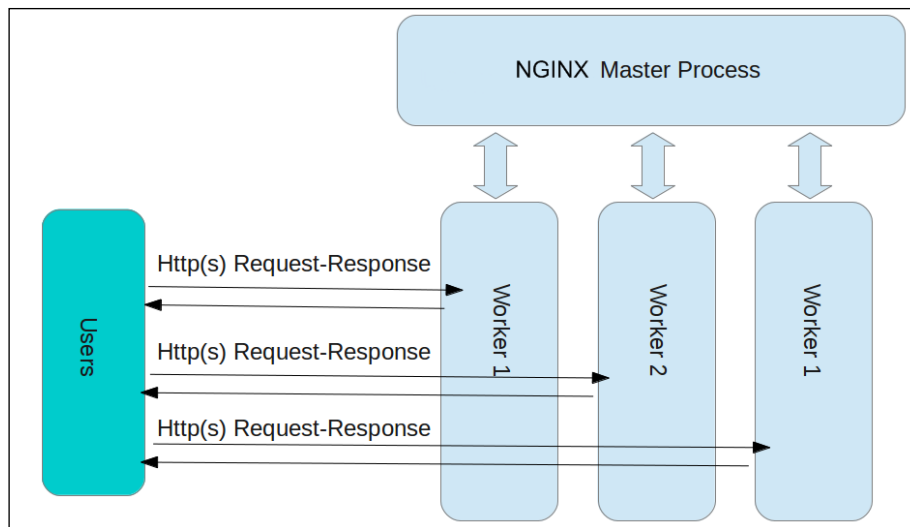 NGINX Master Process
Http(s) Request-Response
Http(s) Request-Response
Http(s) Request-Response
Users
Worker 1
Worker 2
Worker 1